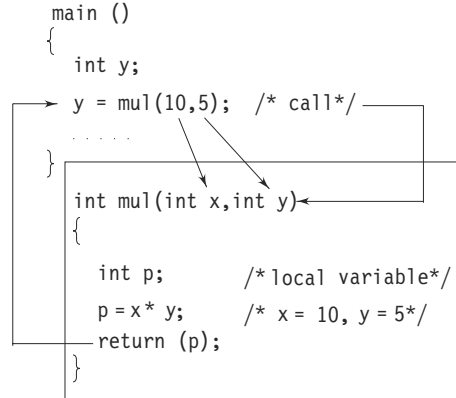 main ()
{
int y;
y = mul(10,5); /* call*/
. . . . .
}
int mul(int x,int y)
{
int p; /*local variable*/
p=x* y; /* x = 10, y = 5*/
return (p);
}